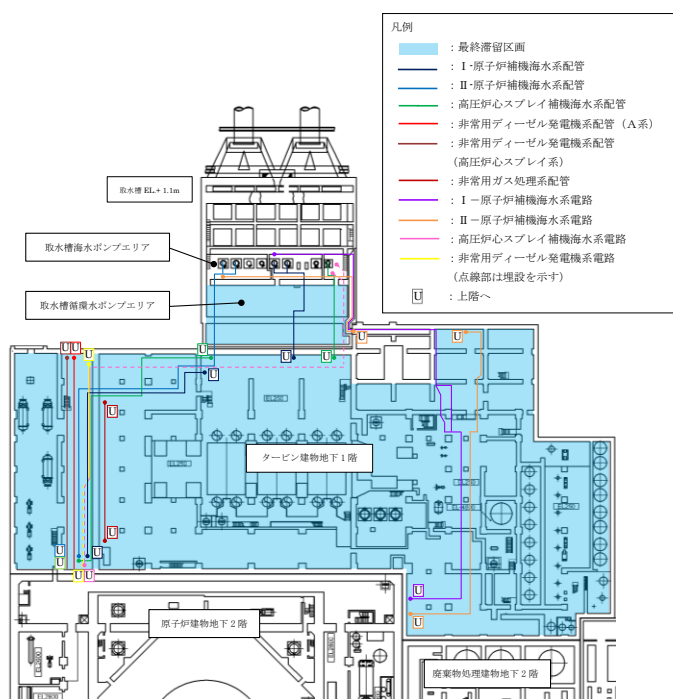 凡例
：最終滞留区画
：Ⅰ-原子炉補機海水系配管
：Ⅱ-原子炉補機海水系配管
：高圧炉心スプレイ補機海水系配管
：非常用ディーゼル発電機系配管（A系）
：非常用ディーゼル発電機系配管
（高圧炉心スプレイ系）
：非常用ガス処理系配管
：Ⅰ－原子炉補機海水系電路
：Ⅱ－原子炉補機海水系電路
：高圧炉心スプレイ補機海水系電路
：非常用ディーゼル発電機系電路
（点線部は埋設を示す）
U ：上階へ
取水槽 EL.+ 1.1m
取水槽海水ポンプエリア
取水槽循環水ポンプエリア
U
U
U
U
U
U
U
U
U
U
EL250
タービン建物地下１階
EL250
U
U
U
U
U
U
U
U
U
原子炉建物地下２階
廃棄物処理建物地下２階